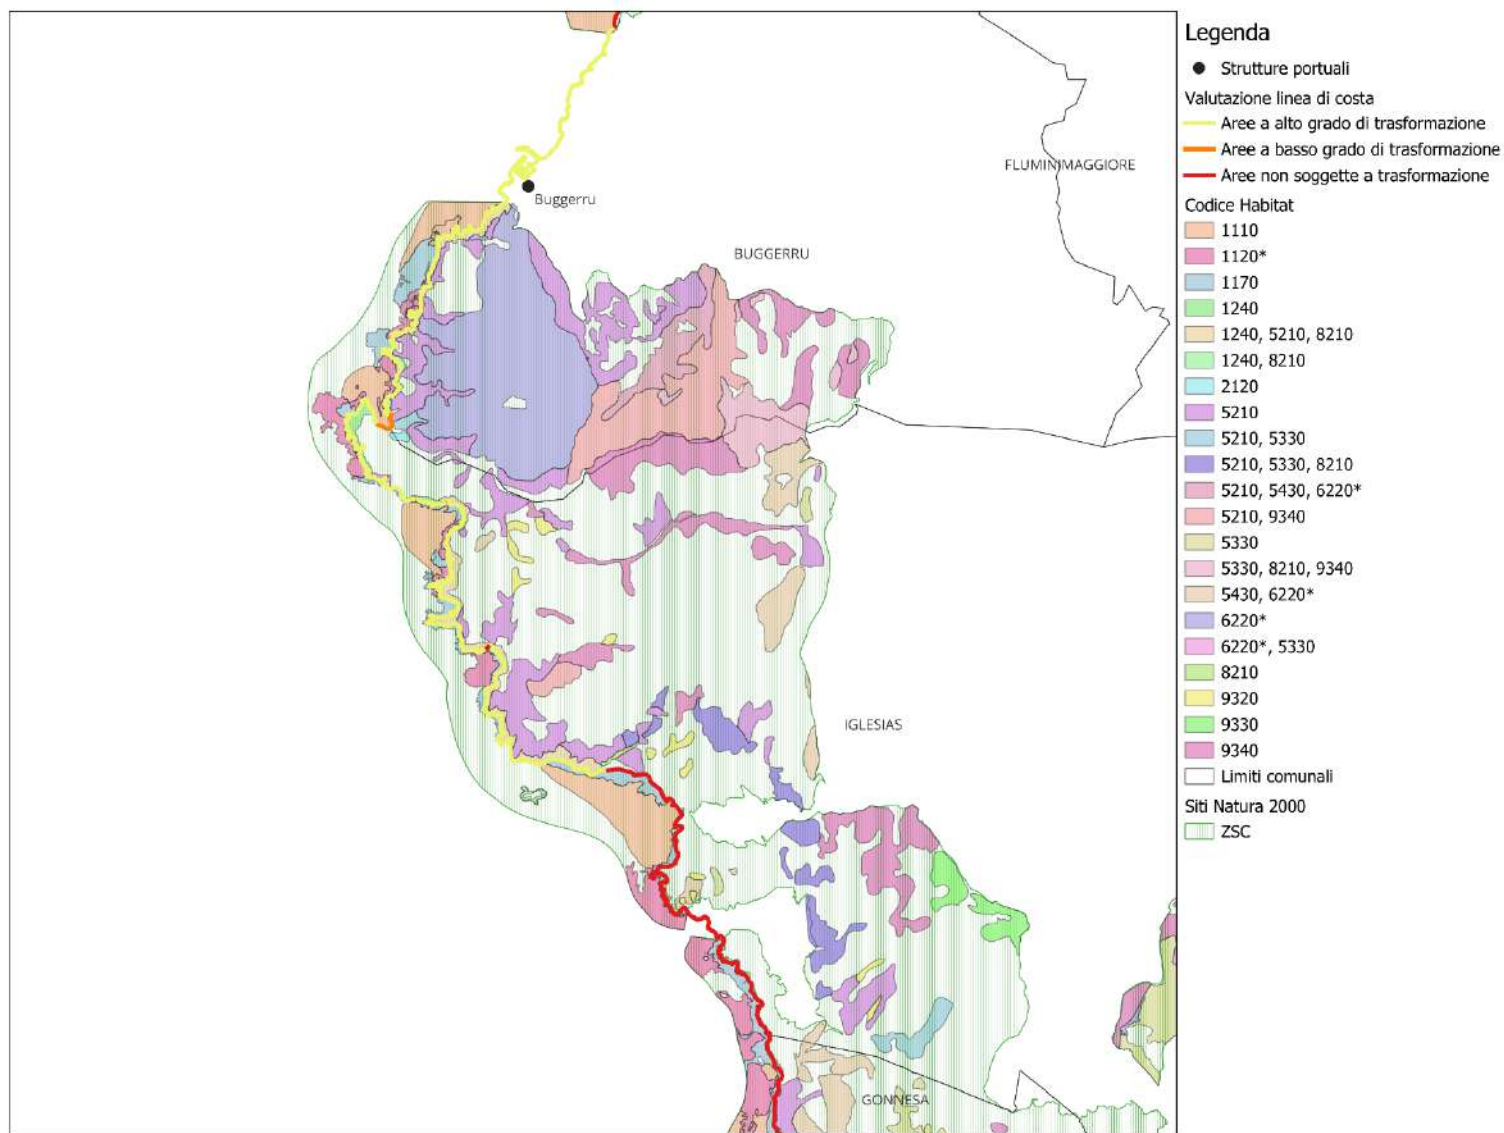 FLUMINIMAGGIORE
Buggerru
BUGGERRU
IGLESIAS
GONNESA
Legenda
Strutture portuali
Valutazione linea di costa
Aree a alto grado di trasformazione
Aree a basso grado di trasformazione
Aree non soggette a trasformazione
Codice Habitat
1110
1120*
1170
1240
1240, 5210, 8210
1240, 8210
2120
5210
5210, 5330
5210, 5330, 8210
5210, 5430, 6220*
5210, 9340
5330
5330, 8210, 9340
5430, 6220*
6220*
6220*, 5330
8210
9320
9330
9340
Limiti comunali
Siti Natura 2000
ZSC